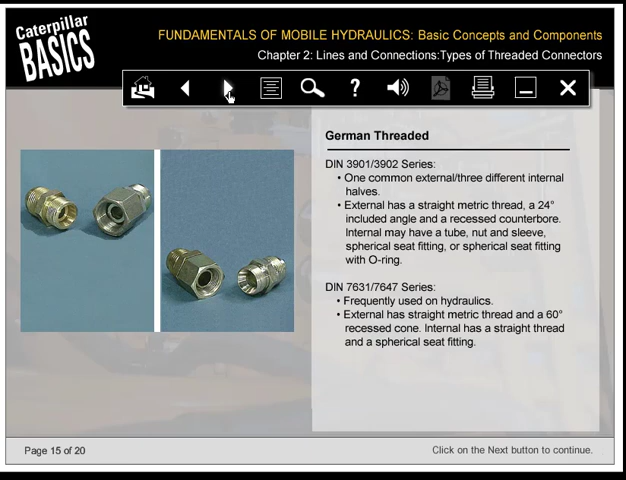 Caterpillar
BASICS
FUNDAMENTALS OF MOBILE HYDRAULICS: Basic Concepts and Components
Chapter 2: Lines and Connections:Types of Threaded Connectors
?
German Threaded
DIN 3901/3902 Series:
• One common external/three different internal
halves.
• External has a straight metric thread, a 24°
included angle and a recessed counterbore.
Internal may have a tube, nut and sleeve,
spherical seat fitting, or spherical seat fitting
with O-ring.
DIN 7631/7647 Series:
• Frequently used on hydraulics.
• External has straight metric thread and a 60°
recessed cone. Internal has a straight thread
and a spherical seat fitting.
Page 15 of 20
Click on the Next button to continue.